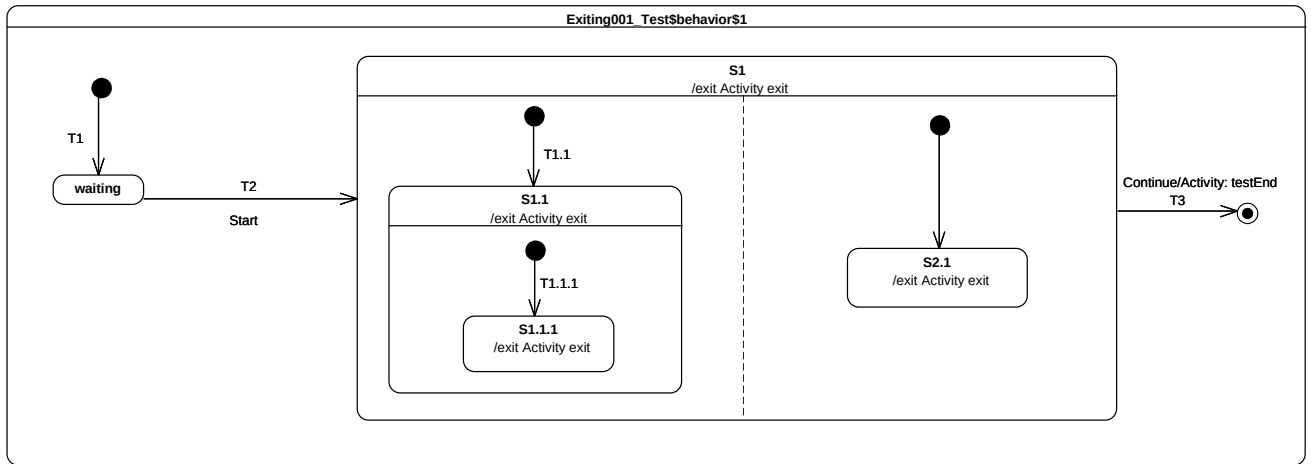 Exiting001_Test$behavior$1
S1
/exit Activity exit
T1
T1.1
waiting
T2
Start
S1.1
/exit Activity exit
T1.1.1
S1.1.1
/exit Activity exit
S2.1
/exit Activity exit
Continue/Activity: testEnd
T3